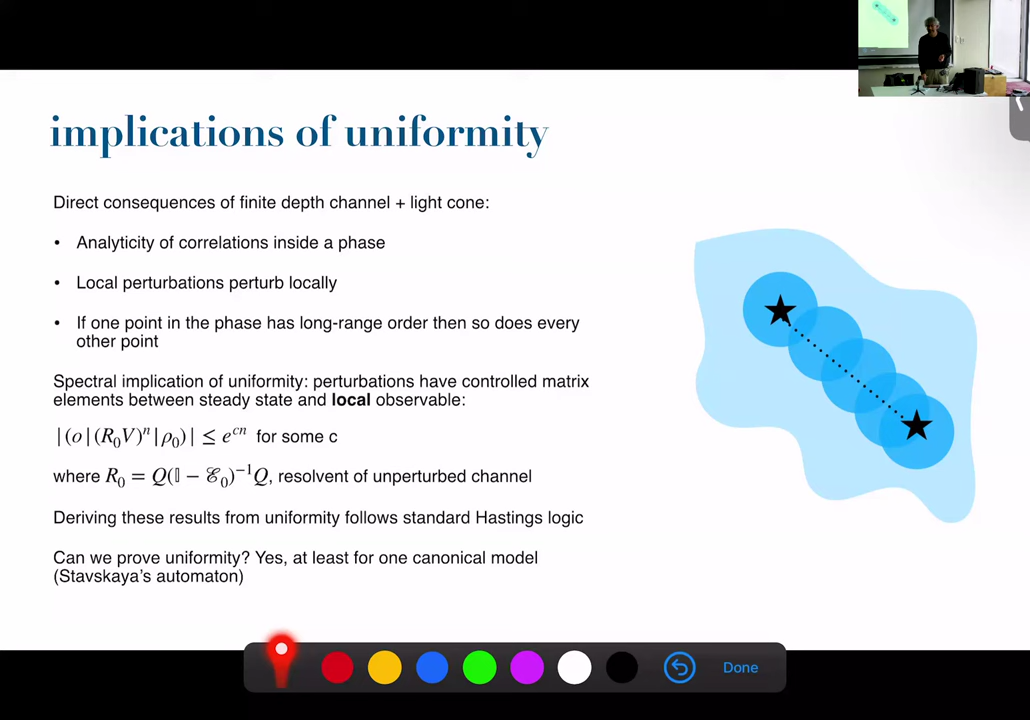 implications of uniformity
Direct consequences of finite depth channel + light cone:
• Analyticity of correlations inside a phase
• Local perturbations perturb locally
• If one point in the phase has long-range order then so does every
other point
Spectral implication of uniformity: perturbations have controlled matrix
elements between steady state and local observable:
|(o|(R₀V)ⁿ|ρ₀)| ≤ eᶜⁿ for some c
where R₀ = Q(𝕀 − ℰ₀)⁻¹Q, resolvent of unperturbed channel
Deriving these results from uniformity follows standard Hastings logic
Can we prove uniformity? Yes, at least for one canonical model
(Stavskaya’s automaton)
Done